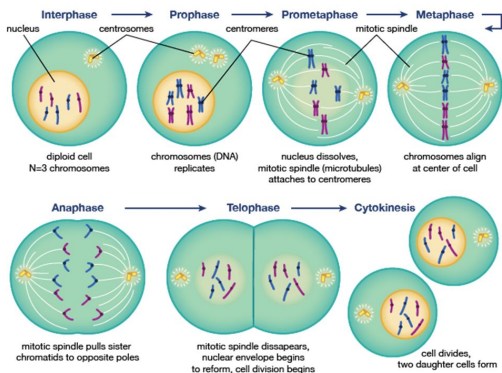 Interphase
Prophase
Prometaphase
Metaphase
nucleus
centrosomes
centromeres
mitotic spindle
diploid cell
N=3 chromosomes
chromosomes (DNA)
replicates
nucleus dissolves,
mitotic spindle (microtubules)
attaches to centromeres
chromosomes align
at center of cell
Anaphase
Telophase
Cytokinesis
mitotic spindle pulls sister
chromatids to opposite poles
mitotic spindle dissapears,
nuclear envelope begins
to reform, cell division begins
cell divides,
two daughter cells form